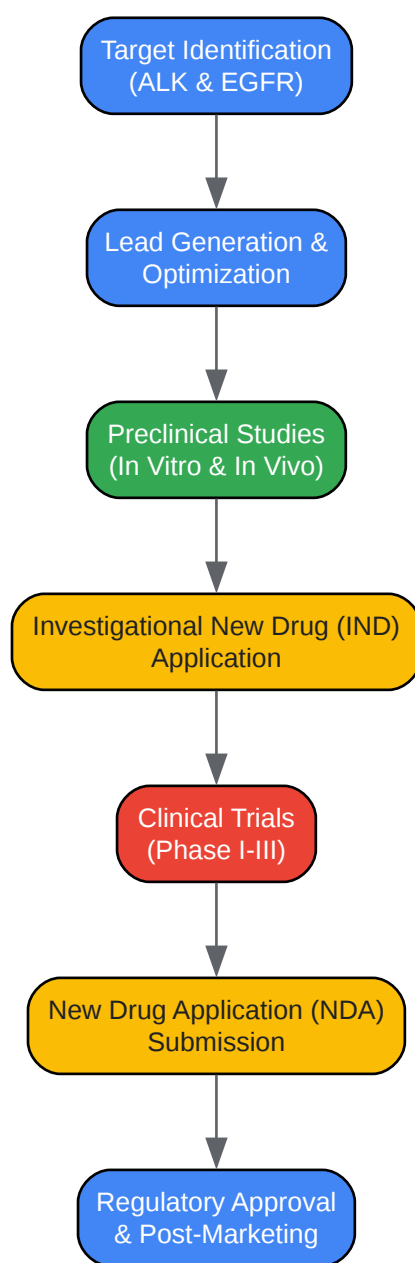 Target Identification
(ALK & EGFR)
Lead Generation &
Optimization
Preclinical Studies
(In Vitro & In Vivo)
Investigational New Drug (IND)
Application
Clinical Trials
(Phase I-III)
New Drug Application (NDA)
Submission
Regulatory Approval
& Post-Marketing